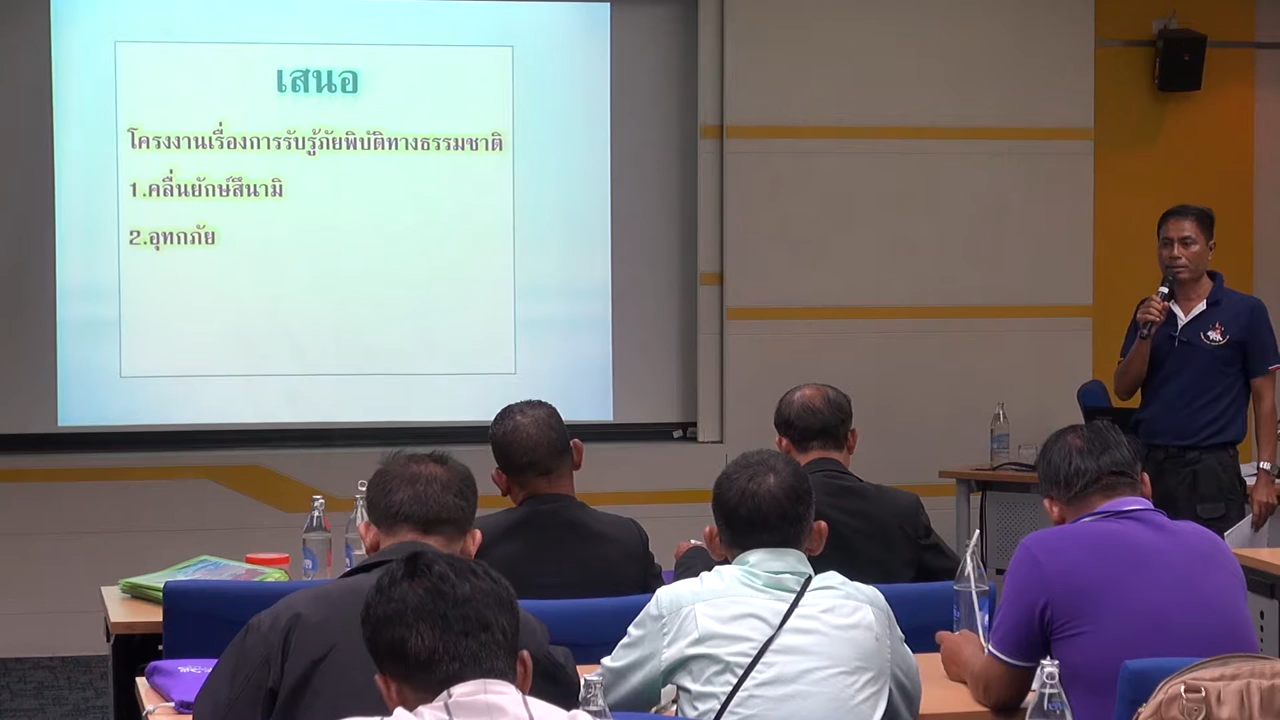 เสนอ
โครงงานเรื่องการรับรู้ภัยพิบัติทางธรรมชาติ
1.คลื่นยักษ์สึนามิ
2.อุทกภัย